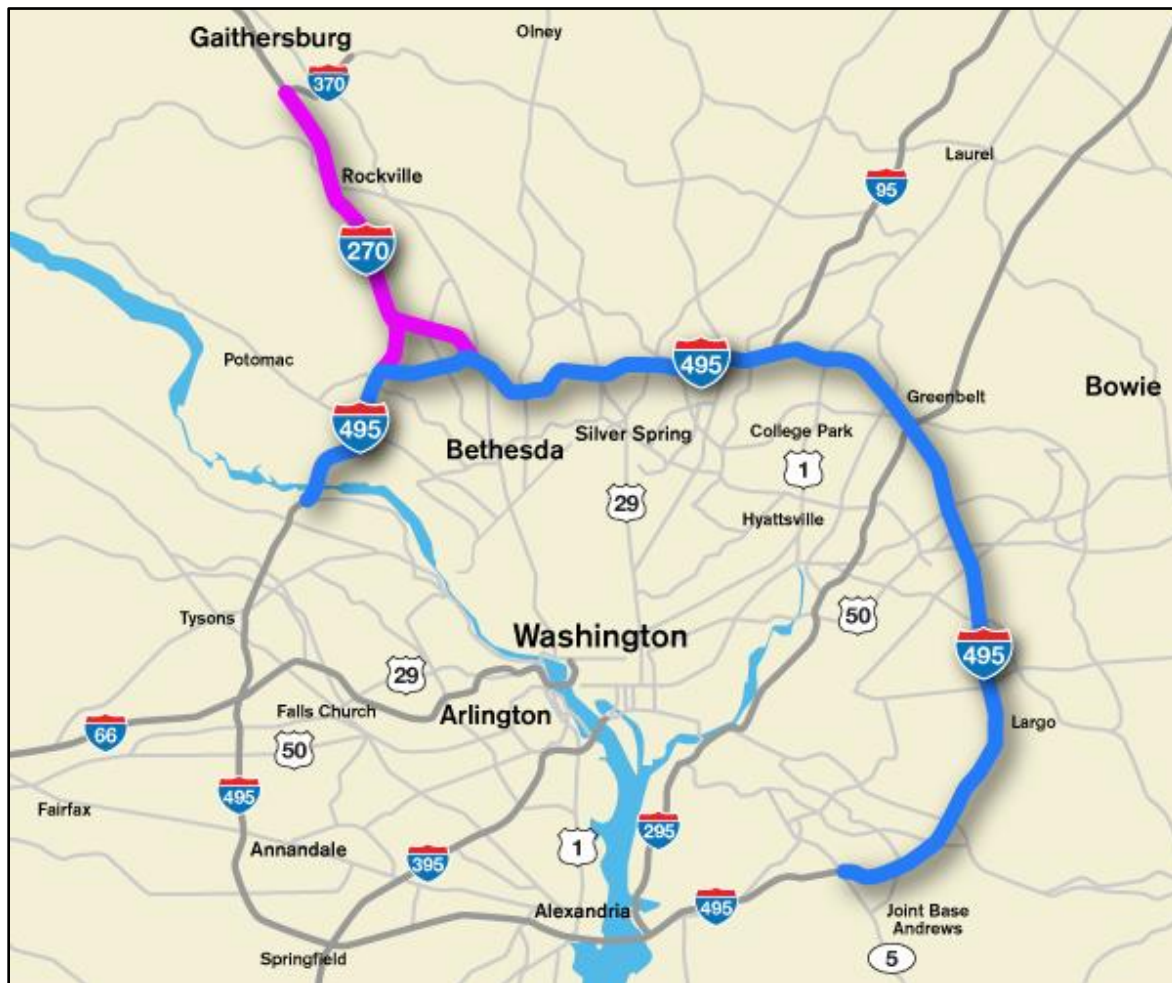 Gaithersburg
Olney
370
Rockville
Laurel
95
270
Potomac
495
495
Greenbelt
Bowie
Bethesda
Silver Spring
College Park
1
29
Hyattsville
Tysons
50
Washington
495
29
Arlington
Falls Church
Largo
66
50
495
Fairfax
295
Annandale
395
1
495
Alexandria
Joint Base
Andrews
Springfield
5